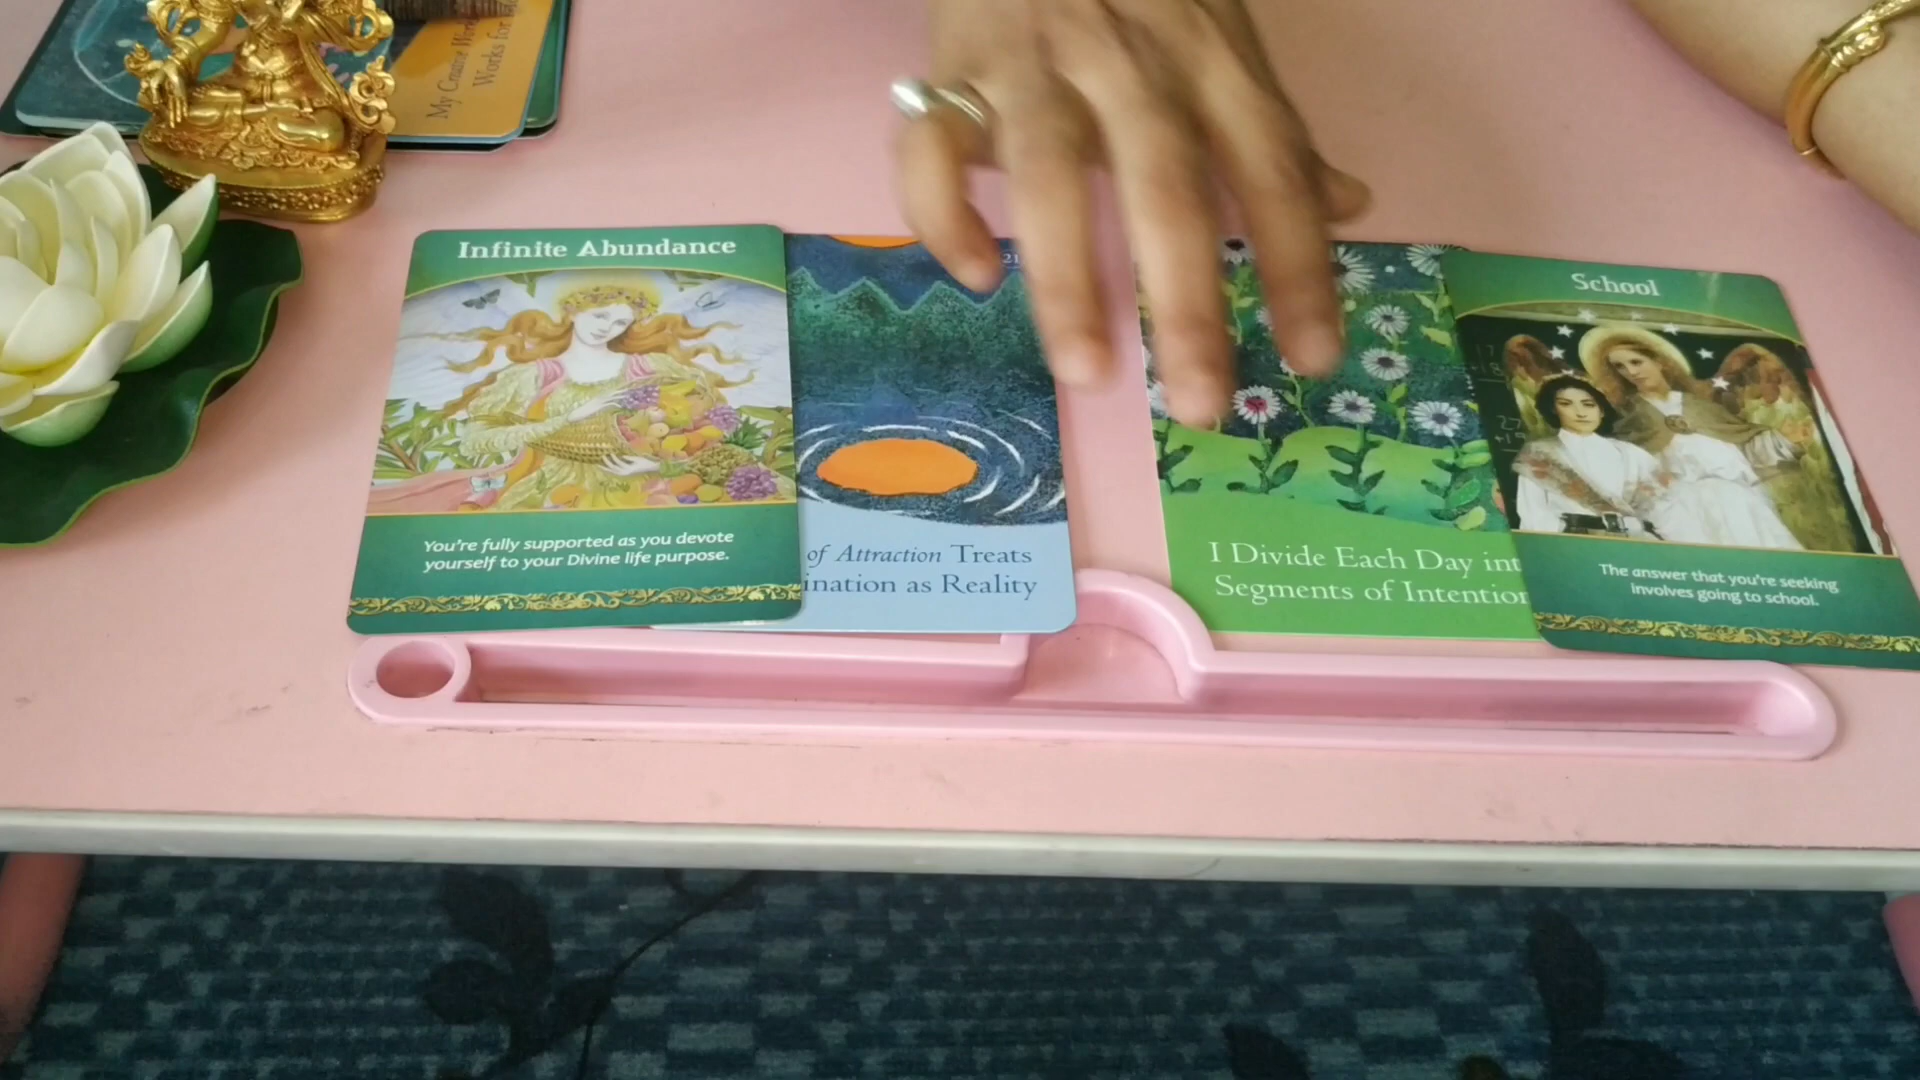 My Creative Wor
Works for
Infinite Abundance
You're fully supported as you devote
yourself to your Divine life purpose.
21
of Attraction Treats
ination as Reality
I Divide Each Day int
Segments of Intention
School
The answer that you're seeking
involves going to school.